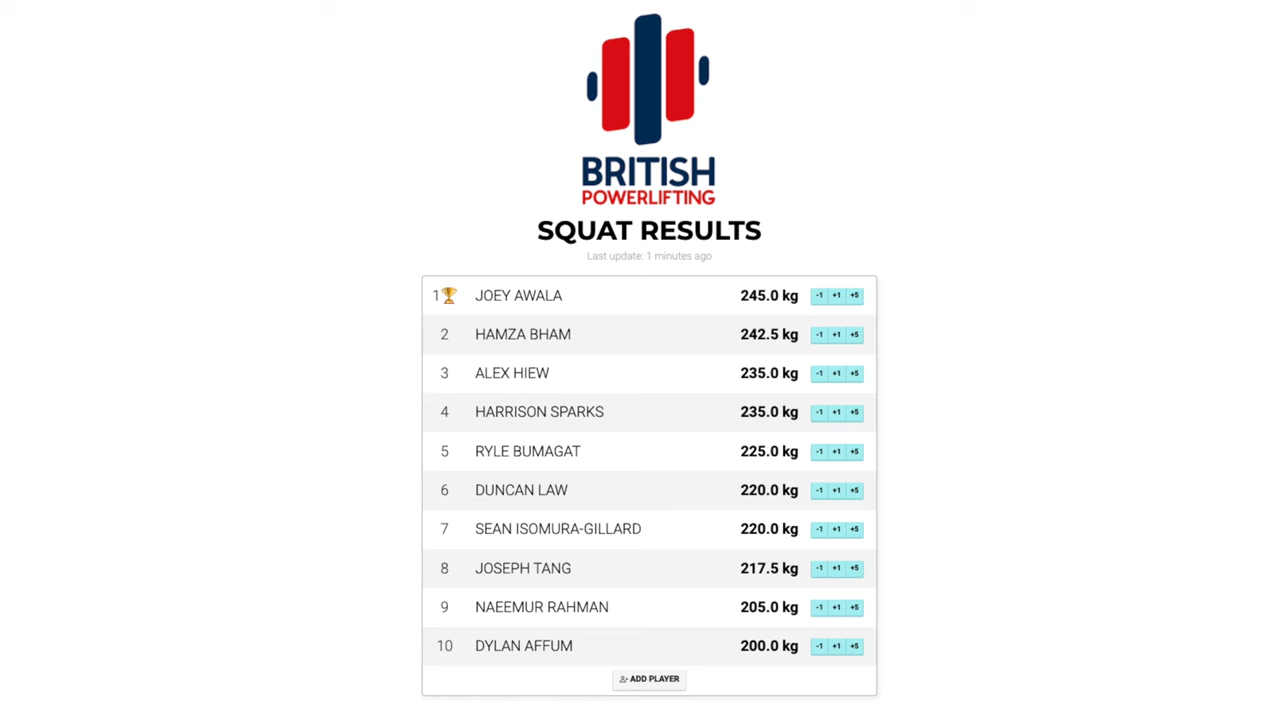 BRITISH
POWERLIFTING
SQUAT RESULTS
Last update: 1 minutes ago
1 🏆 JOEY AWALA 245.0 kg -1 +1 +5
2 HAMZA BHAM 242.5 kg -1 +1 +5
3 ALEX HIEW 235.0 kg -1 +1 +5
4 HARRISON SPARKS 235.0 kg -1 +1 +5
5 RYLE BUMAGAT 225.0 kg -1 +1 +5
6 DUNCAN LAW 220.0 kg -1 +1 +5
7 SEAN ISOMURA-GILLARD 220.0 kg -1 +1 +5
8 JOSEPH TANG 217.5 kg -1 +1 +5
9 NAEEMUR RAHMAN 205.0 kg -1 +1 +5
10 DYLAN AFFUM 200.0 kg -1 +1 +5
ADD PLAYER